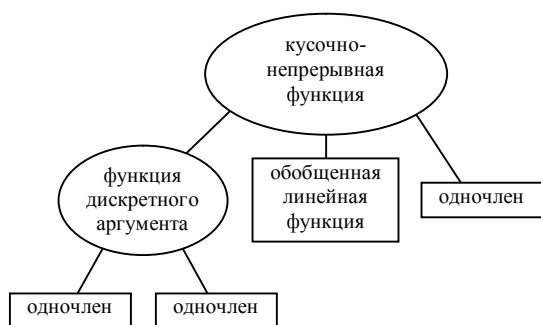 кусочно-
непрерывная
функция
функция
дискретного
аргумента
обобщенная
линейная
функция
одночлен
одночлен
одночлен